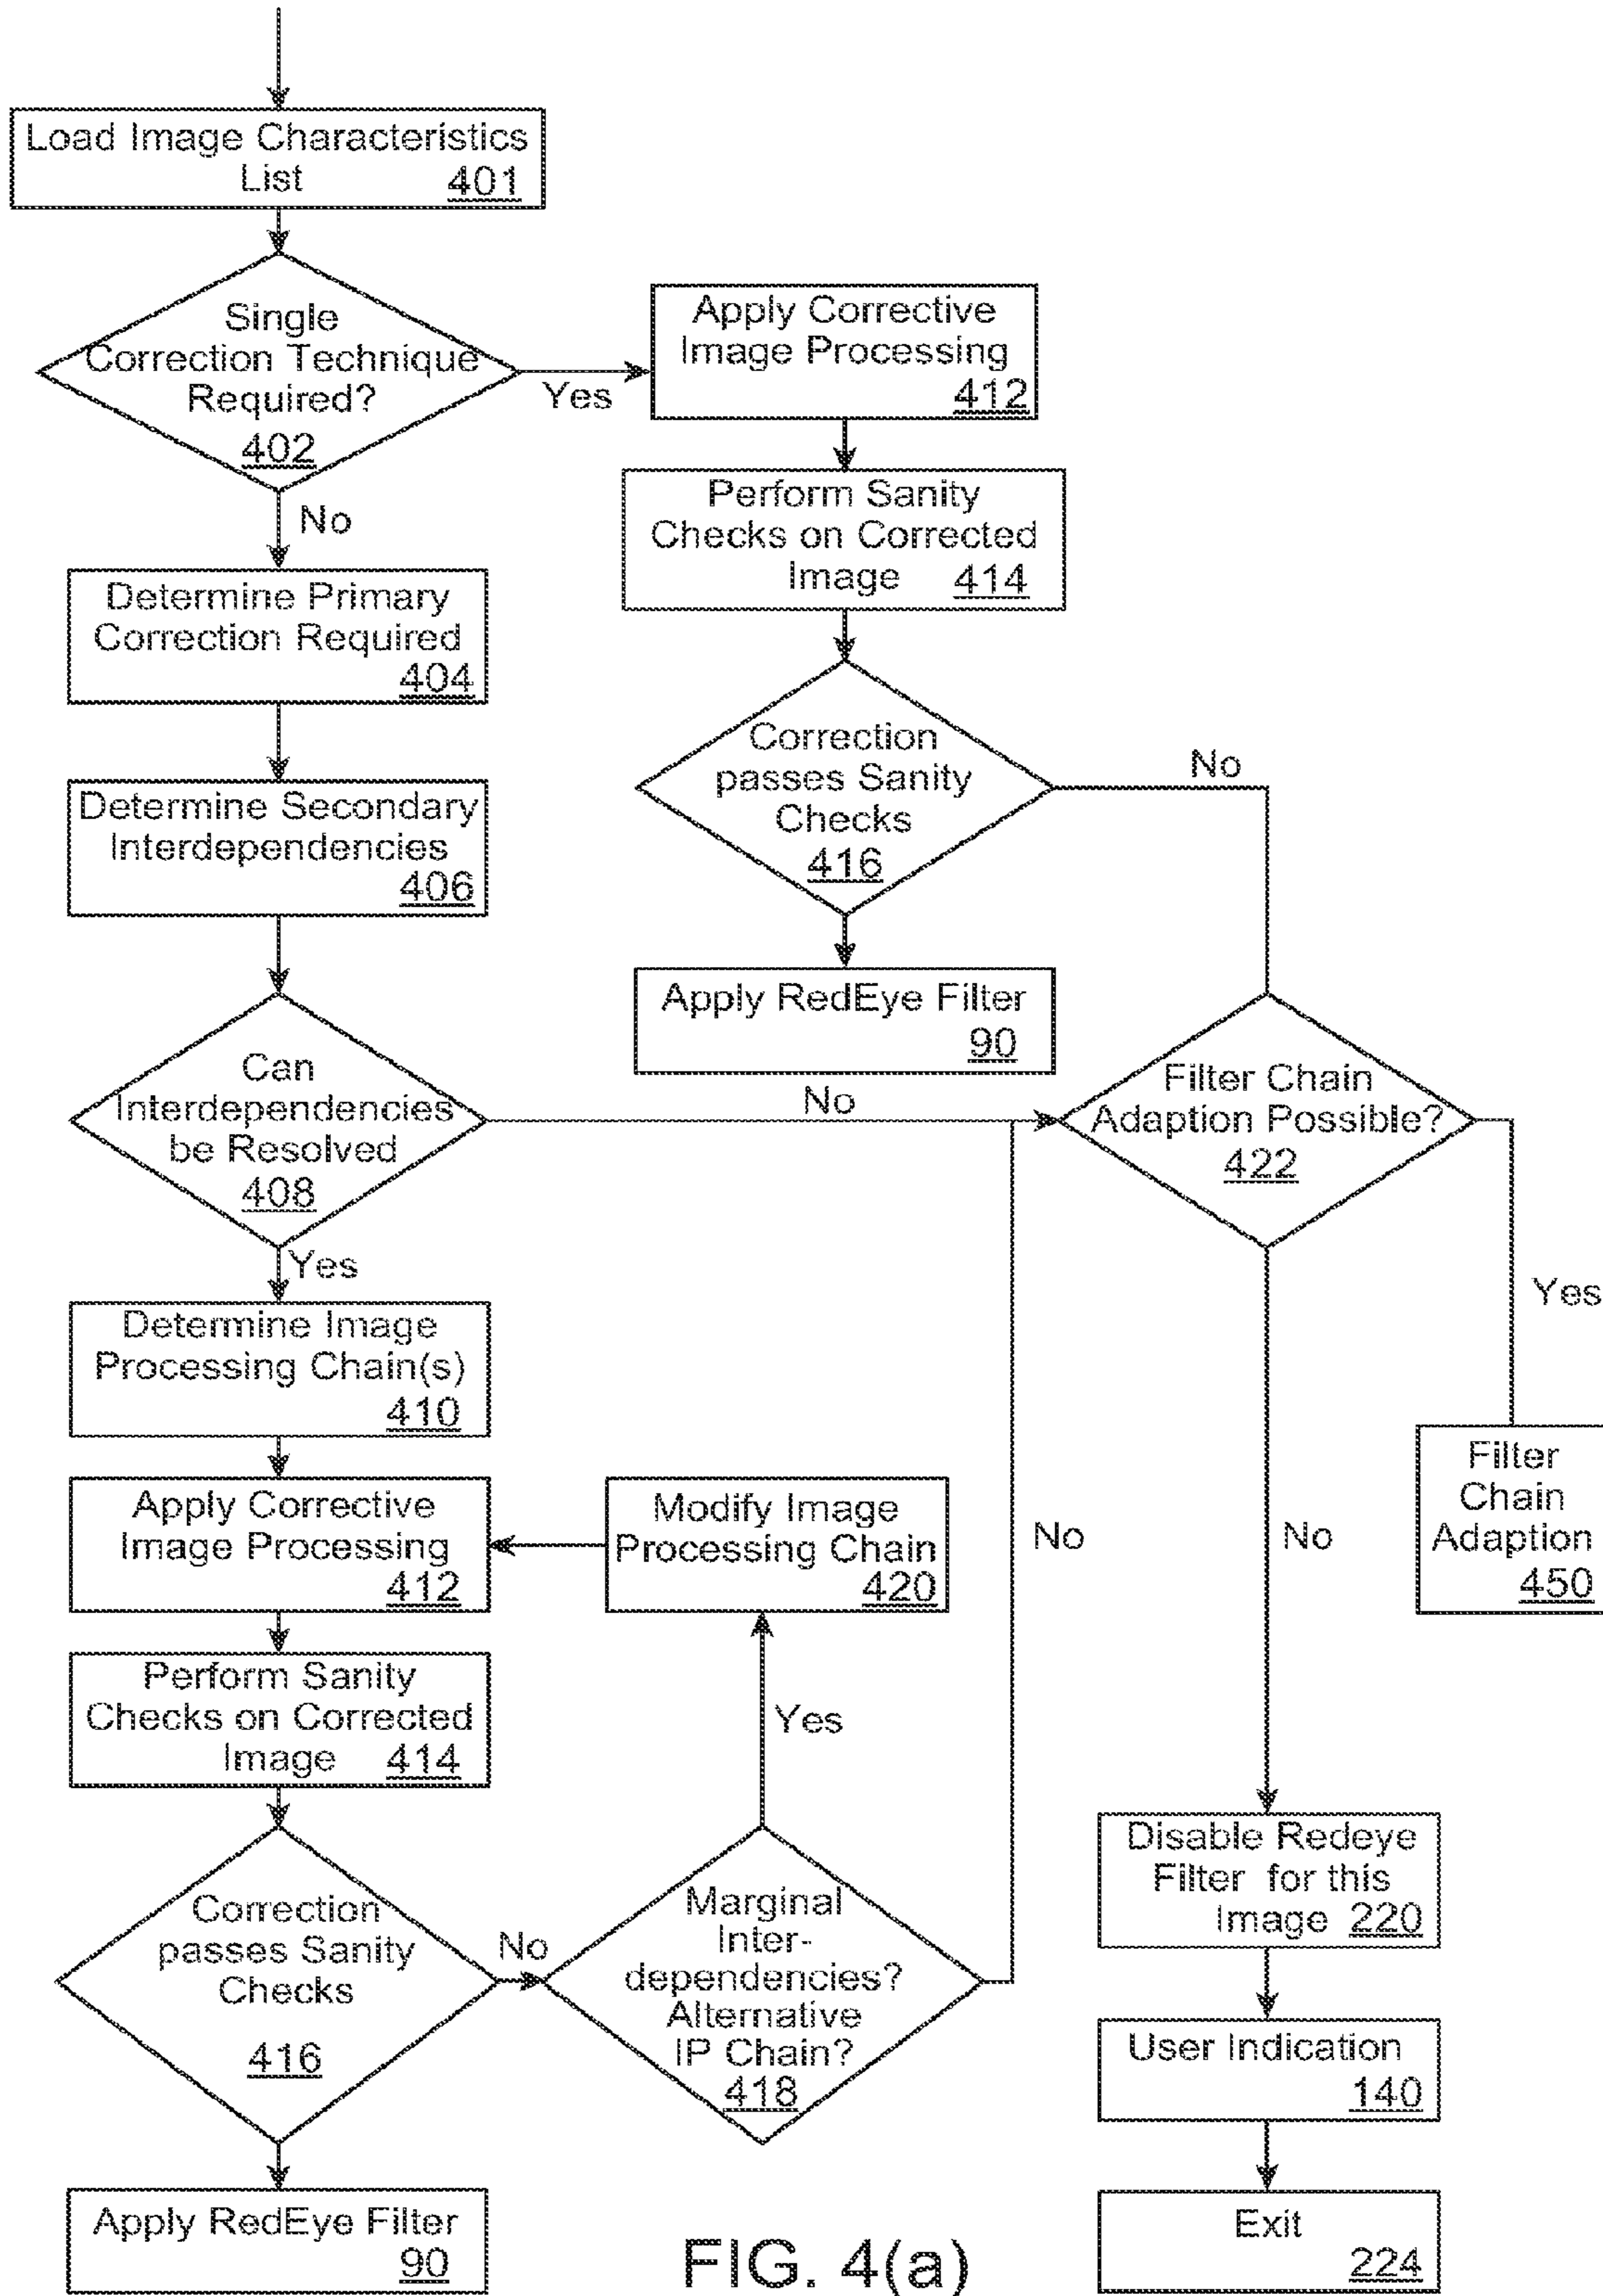 Load Image Characteristics
List 401
Single
Correction Technique
Required?
402
Yes
No
Apply Corrective
Image Processing
412
Perform Sanity
Checks on Corrected
Image 414
Correction
passes Sanity
Checks
416
No
Apply RedEye Filter
90
Determine Primary
Correction Required
404
Determine Secondary
Interdependencies
406
Can
Interdependencies
be Resolved
408
No
Yes
Filter Chain
Adaption Possible?
422
Yes
No
Filter
Chain
Adaption
450
Determine Image
Processing Chain(s)
410
Apply Corrective
Image Processing
412
Modify Image
Processing Chain
420
No
Perform Sanity
Checks on Corrected
Image 414
Yes
Correction
passes Sanity
Checks
416
No
Marginal
Inter-
dependencies?
Alternative
IP Chain?
418
Disable Redeye
Filter for this
Image 220
User Indication
140
Exit
224
Apply RedEye Filter
90
FIG. 4(a)